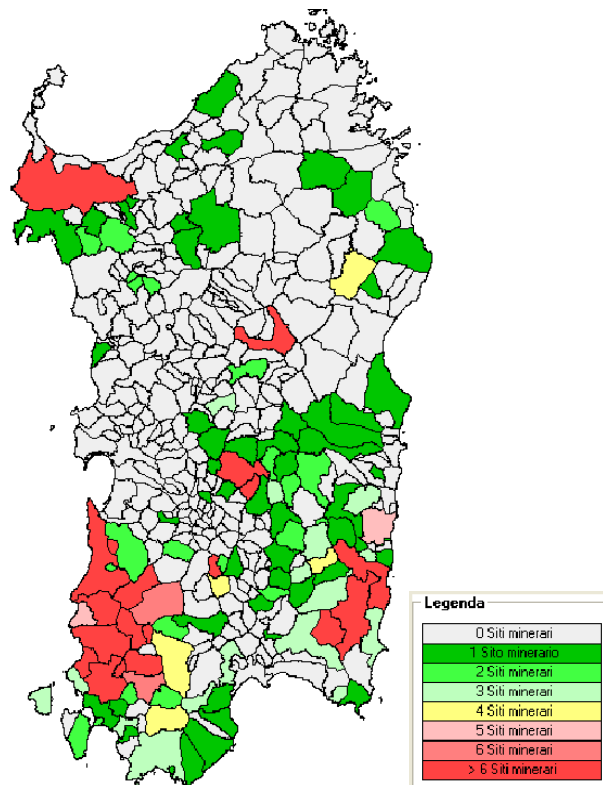 Legenda
0 Siti minerari
1 Sito minerario
2 Siti minerari
3 Siti minerari
4 Siti minerari
5 Siti minerari
6 Siti minerari
> 6 Siti minerari